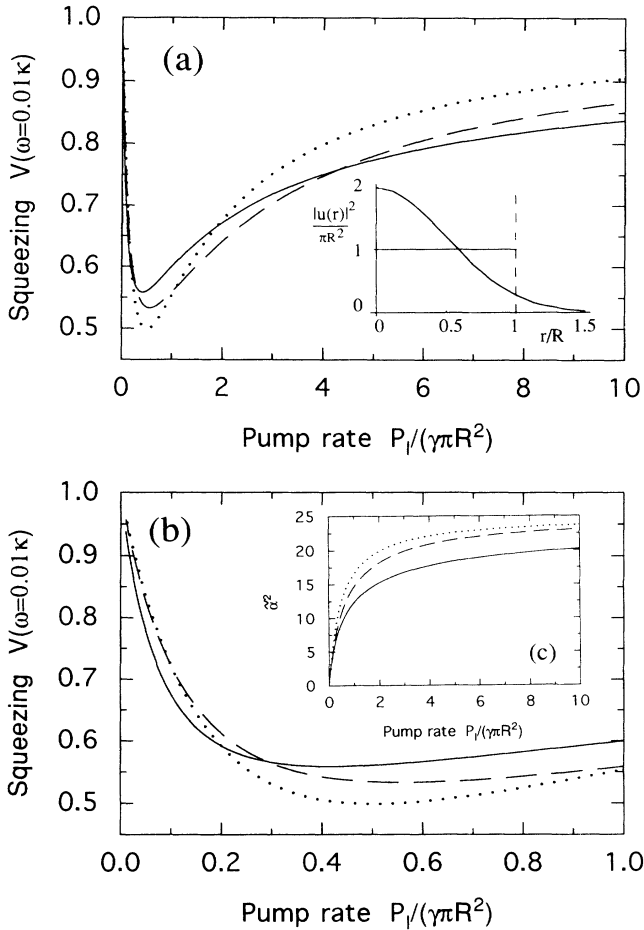 1.0
0.9
0.8
0.7
0.6
0.5
Squeezing V(ω=0.01κ)
(a)
|u(r)|²
πR²
2
1
0
0 0.5 1 1.5
r/R
0 2 4 6 8 10
Pump rate P_l/(γπR²)
1.0
0.9
0.8
0.7
0.6
0.5
Squeezing V(ω=0.01κ)
(b)
25
20
15
10
5
0
α̃²
(c)
0 2 4 6 8 10
Pump rate P_l/(γπR²)
0.0 0.2 0.4 0.6 0.8 1.0
Pump rate P_l/(γπR²)